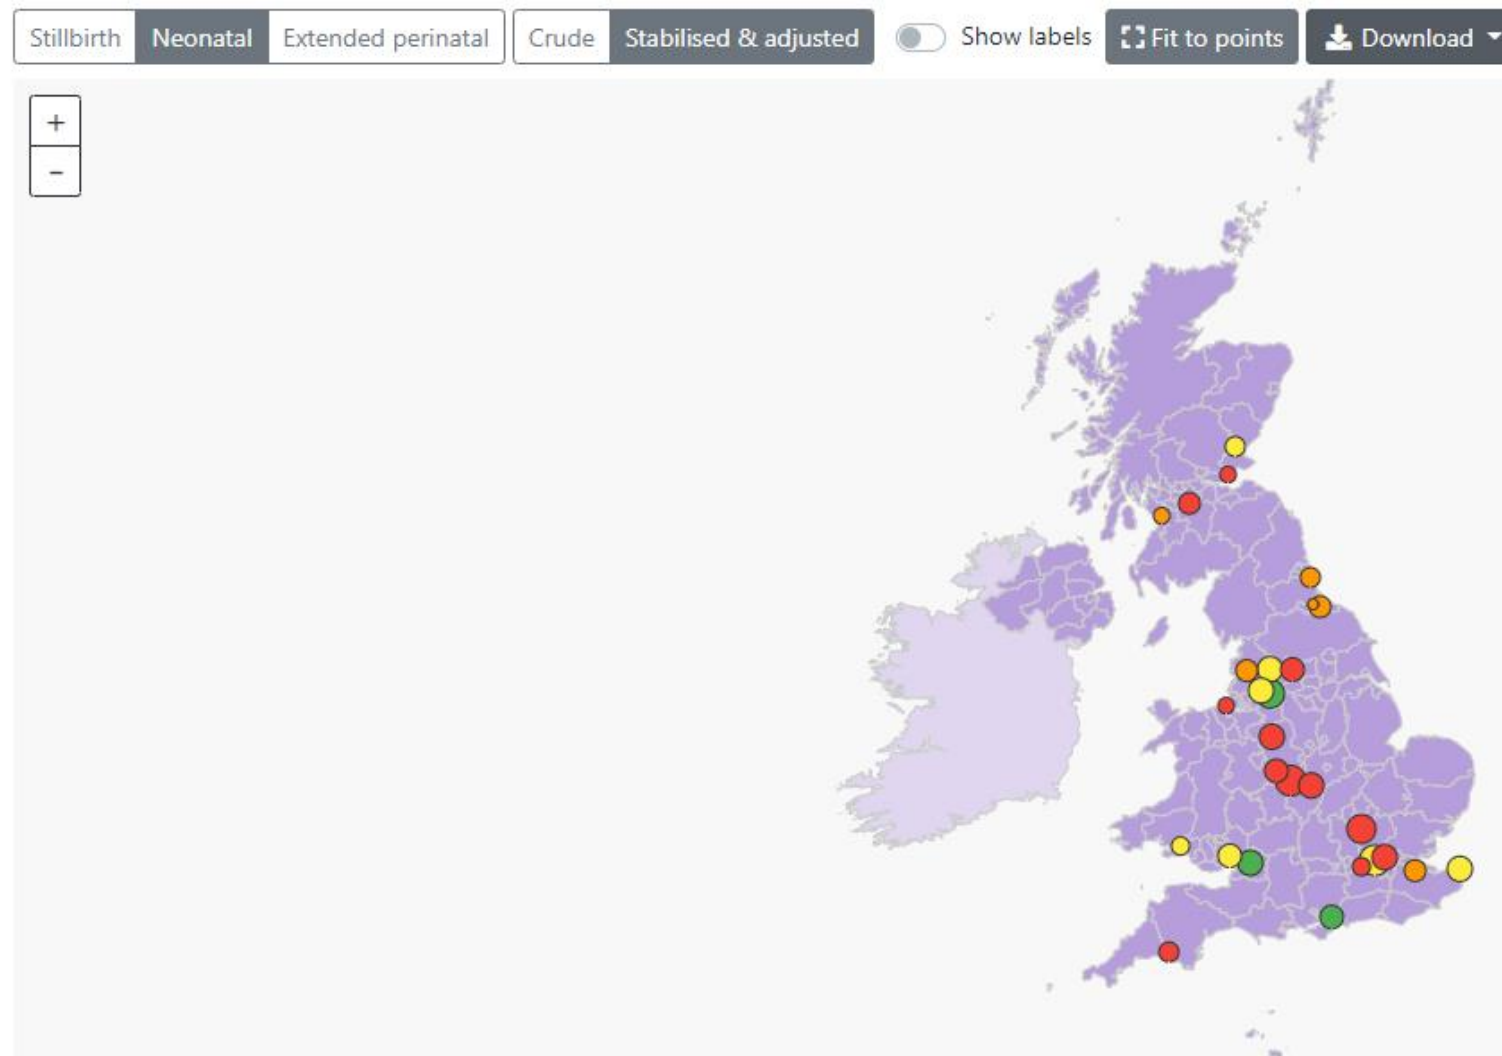 Stillbirth Neonatal Extended perinatal Crude Stabilised & adjusted Show labels Fit to points Download
+
-